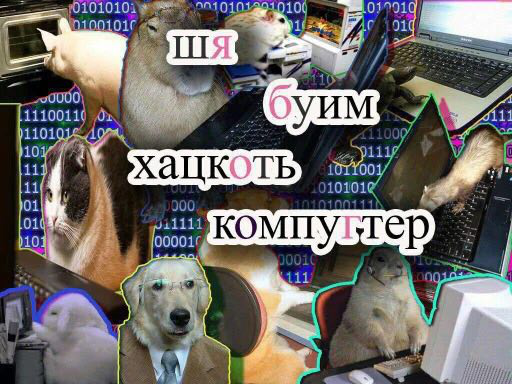 шя
буим
хацкоть
компугтер